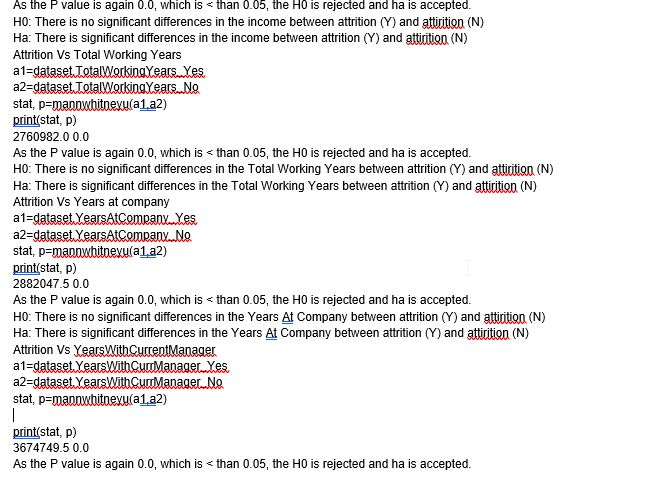 As the P value is again 0.0, which is < than 0.05, the H0 is rejected and ha is accepted.
H0: There is no significant differences in the income between attrition (Y) and attirition (N)
Ha: There is significant differences in the income between attrition (Y) and attirition (N)
Attrition Vs Total Working Years
a1=dataset.TotalWorkingYears_Yes
a2=dataset.TotalWorkingYears_No
stat, p=mannwhitneyu(a1,a2)
print(stat, p)
2760982.0 0.0
As the P value is again 0.0, which is < than 0.05, the H0 is rejected and ha is accepted.
H0: There is no significant differences in the Total Working Years between attrition (Y) and attirition (N)
Ha: There is significant differences in the Total Working Years between attrition (Y) and attirition (N)
Attrition Vs Years at company
a1=dataset.YearsAtCompany_Yes
a2=dataset.YearsAtCompany_No
stat, p=mannwhitneyu(a1,a2)
print(stat, p)
2882047.5 0.0
As the P value is again 0.0, which is < than 0.05, the H0 is rejected and ha is accepted.
H0: There is no significant differences in the Years At Company between attrition (Y) and attirition (N)
Ha: There is significant differences in the Years At Company between attrition (Y) and attirition (N)
Attrition Vs YearsWithCurrentManager
a1=dataset.YearsWithCurrManager_Yes
a2=dataset.YearsWithCurrManager_No
stat, p=mannwhitneyu(a1,a2)
print(stat, p)
3674749.5 0.0
As the P value is again 0.0, which is < than 0.05, the H0 is rejected and ha is accepted.